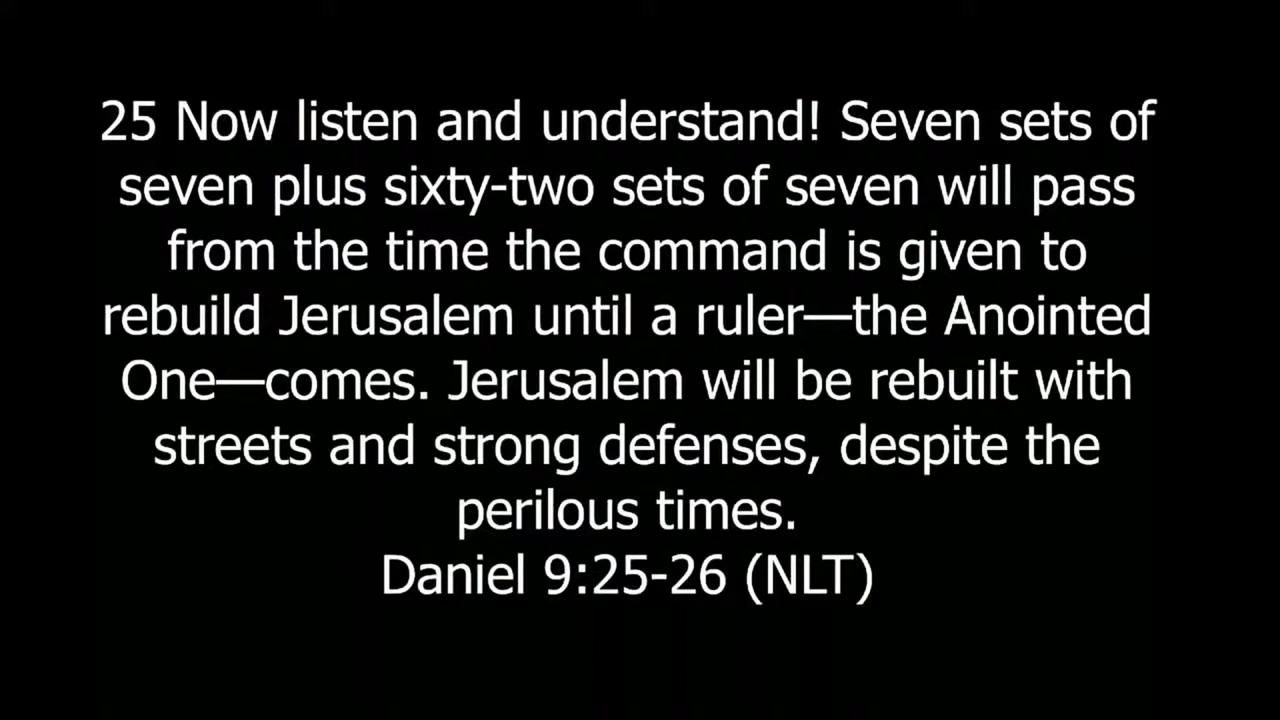 25 Now listen and understand! Seven sets of
seven plus sixty-two sets of seven will pass
from the time the command is given to
rebuild Jerusalem until a ruler—the Anointed
One—comes. Jerusalem will be rebuilt with
streets and strong defenses, despite the
perilous times.
Daniel 9:25-26 (NLT)